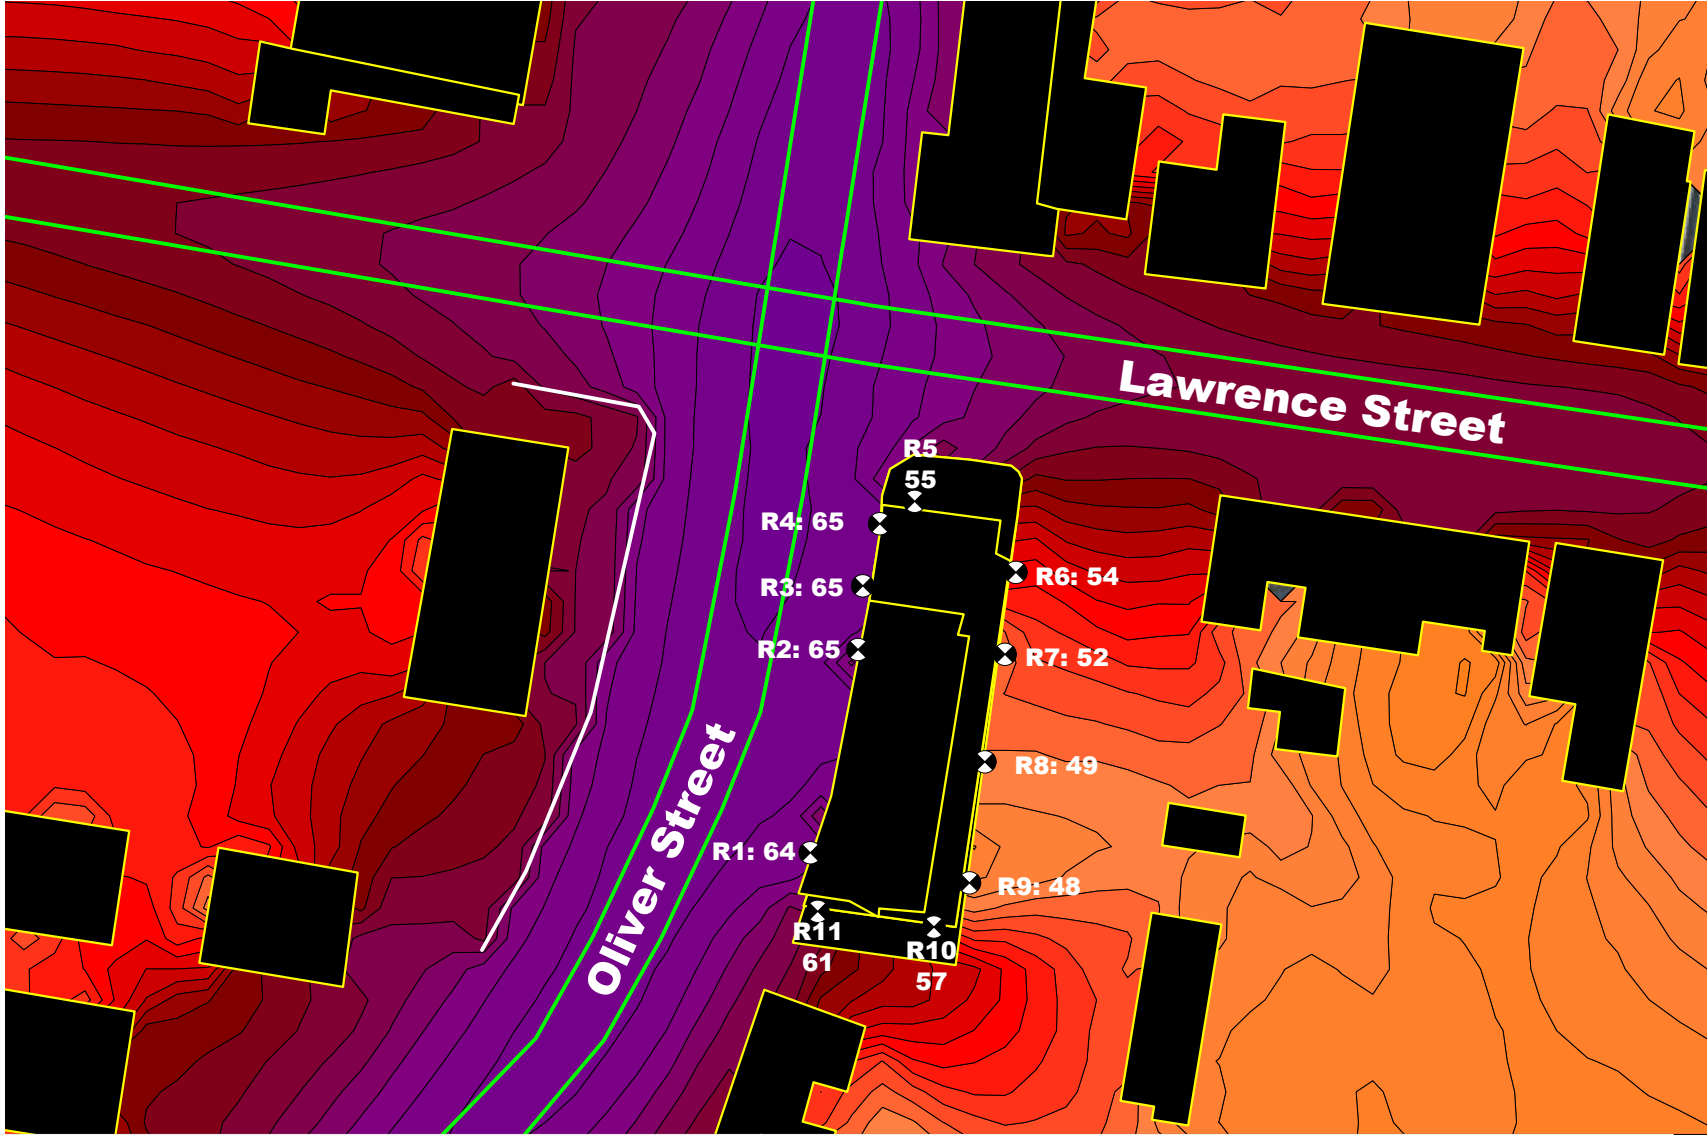 Lawrence Street
R5
55
R4: 65
R6: 54
R3: 65
R2: 65
R7: 52
Oliver Street
R8: 49
R1: 64
R9: 48
R11
61
R10
57